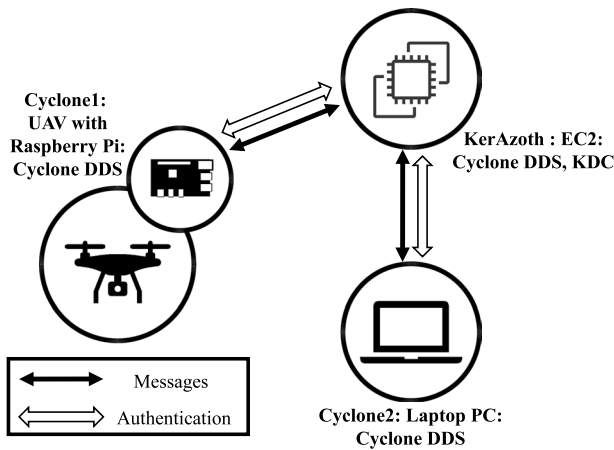 Cyclone1:
UAV with
Raspberry Pi:
Cyclone DDS
KerAzoth : EC2:
Cyclone DDS, KDC
Messages
Authentication
Cyclone2: Laptop PC:
Cyclone DDS